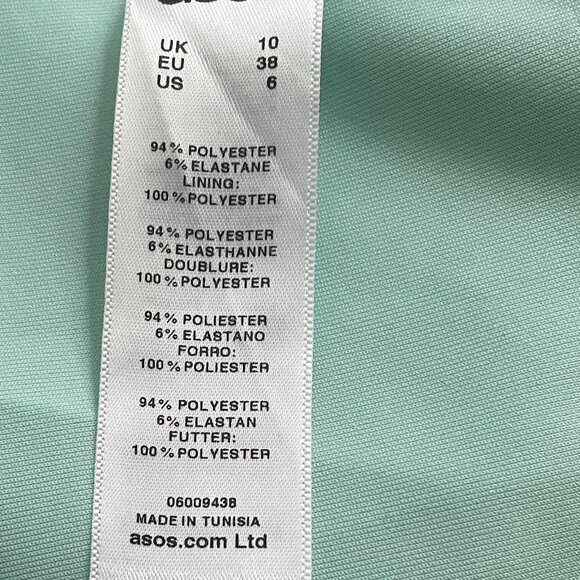 UK 10
EU 38
US 6
94% POLYESTER
6% ELASTANE
LINING:
100% POLYESTER
94% POLYESTER
6% ELASTHANNE
DOUBLURE:
100% POLYESTER
94% POLIESTER
6% ELASTANO
FORRO:
100% POLIESTER
94% POLYESTER
6% ELASTAN
FUTTER:
100% POLYESTER
06009438
MADE IN TUNISIA
asos.com Ltd